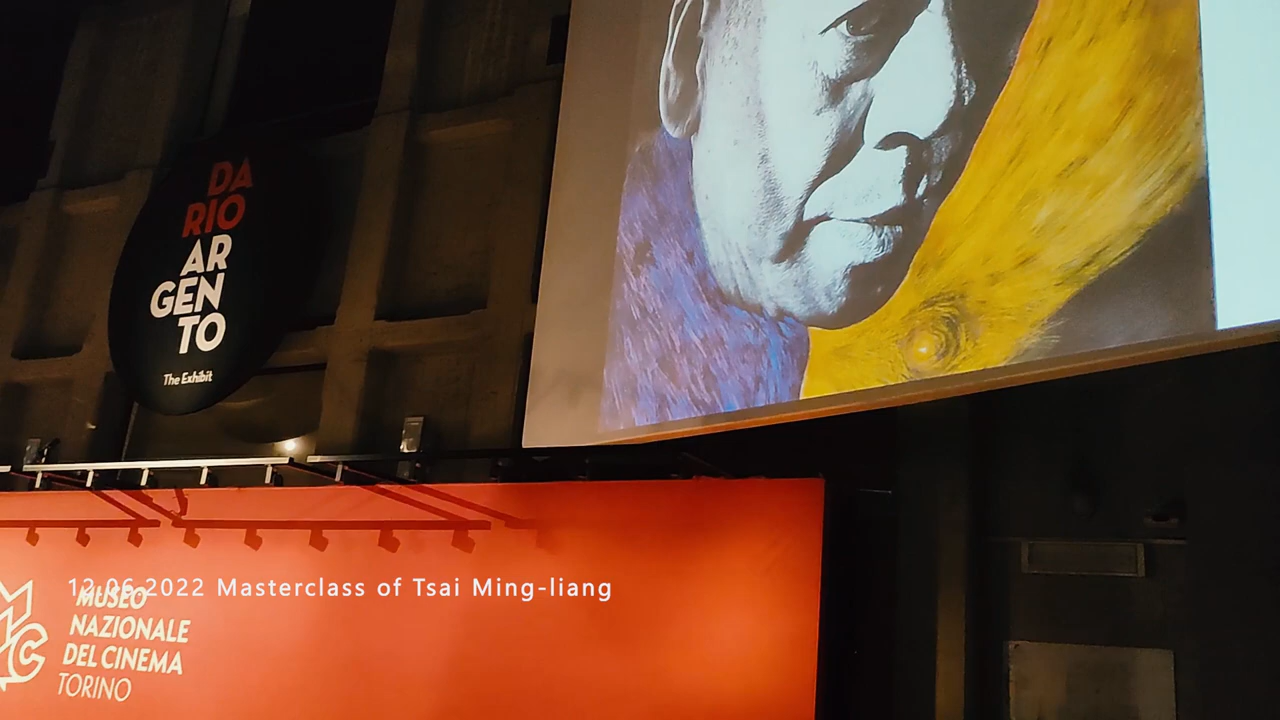 DA
RIO
AR
GEN
TO
The Exhibit
12.06.2022 Masterclass of Tsai Ming-liang
MUSEO
NAZIONALE
DEL CINEMA
TORINO